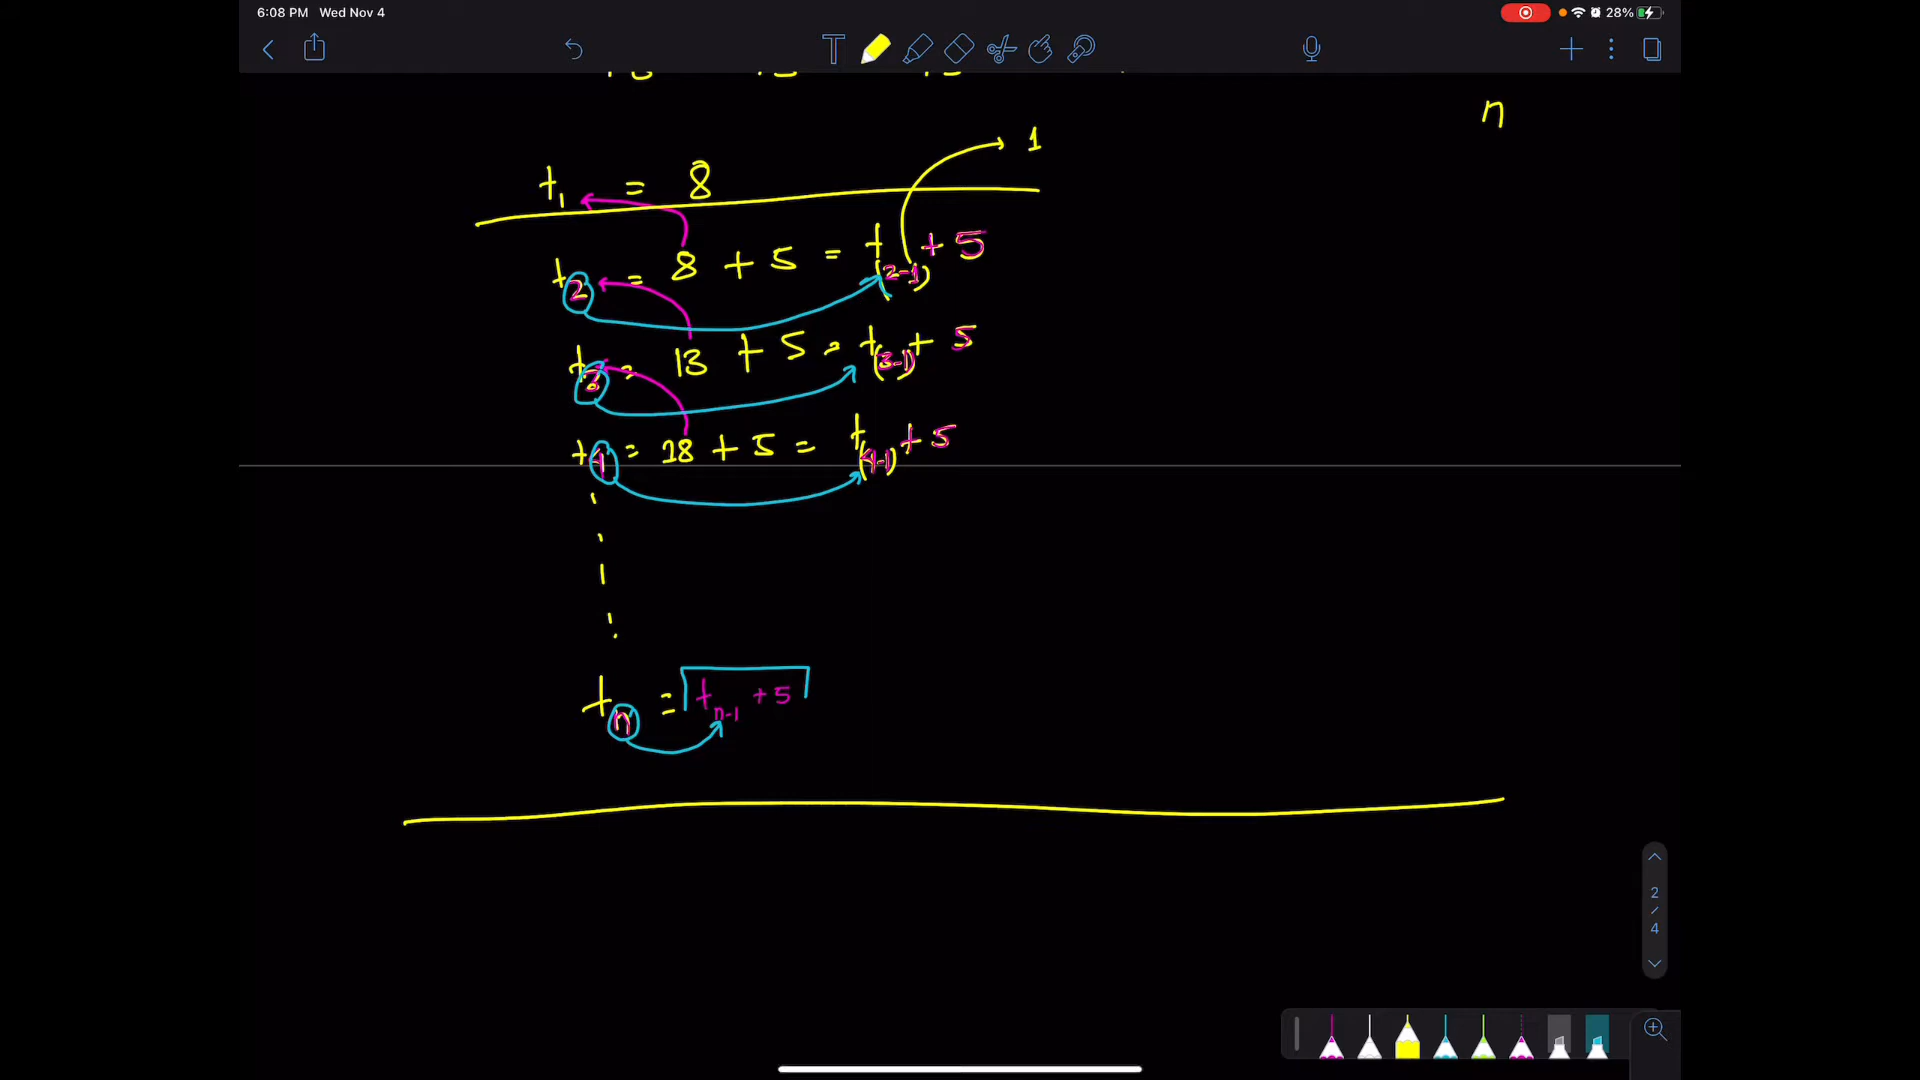 6:08 PM Wed Nov 4
28%
T
n
1
t₁ = 8
t₂ = 8 + 5 = t₍₂₋₁₎ + 5
t₃ = 13 + 5 = t₍₃₋₁₎ + 5
t₄ = 18 + 5 = t₍₄₋₁₎ + 5
tₙ = tₙ₋₁ + 5
2
/
4